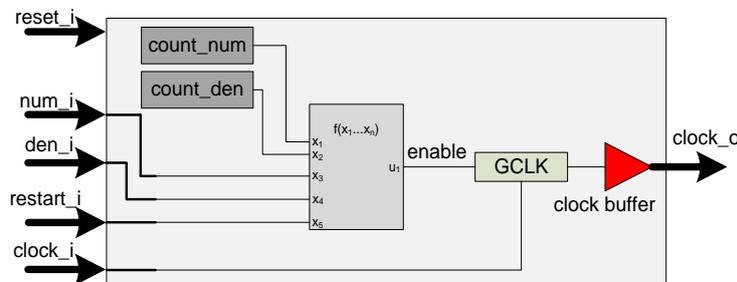 reset_i
count_num
count_den
num_i
f(x1...xn)
den_i
x1
x2
x3
x4
x5
u1
enable
GCLK
clock_o
clock buffer
restart_i
clock_i